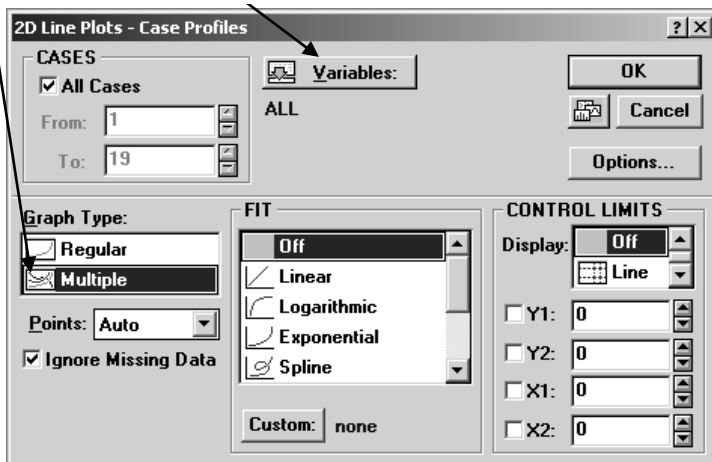 2D Line Plots - Case Profiles
CASES
All Cases
From: 1
To: 19
Variables:
ALL
OK
Cancel
Options...
Graph Type:
Regular
Multiple
Points: Auto
Ignore Missing Data
FIT
Off
Linear
Logarithmic
Exponential
Spline
Custom: none
CONTROL LIMITS
Display: Off
Line
Y1: 0
Y2: 0
X1: 0
X2: 0